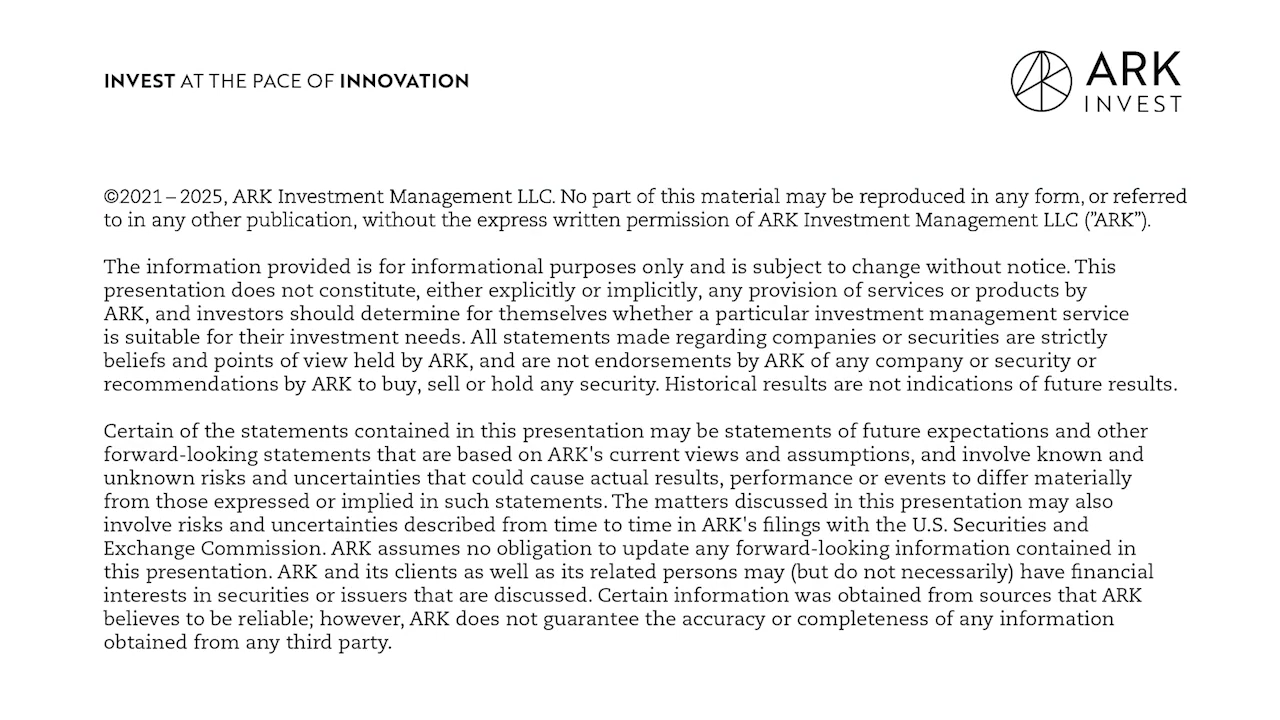 INVEST AT THE PACE OF INNOVATION
ARK
INVEST
©2021–2025, ARK Investment Management LLC. No part of this material may be reproduced in any form, or referred
to in any other publication, without the express written permission of ARK Investment Management LLC (”ARK”).
The information provided is for informational purposes only and is subject to change without notice. This
presentation does not constitute, either explicitly or implicitly, any provision of services or products by
ARK, and investors should determine for themselves whether a particular investment management service
is suitable for their investment needs. All statements made regarding companies or securities are strictly
beliefs and points of view held by ARK, and are not endorsements by ARK of any company or security or
recommendations by ARK to buy, sell or hold any security. Historical results are not indications of future results.
Certain of the statements contained in this presentation may be statements of future expectations and other
forward-looking statements that are based on ARK's current views and assumptions, and involve known and
unknown risks and uncertainties that could cause actual results, performance or events to differ materially
from those expressed or implied in such statements. The matters discussed in this presentation may also
involve risks and uncertainties described from time to time in ARK's filings with the U.S. Securities and
Exchange Commission. ARK assumes no obligation to update any forward-looking information contained in
this presentation. ARK and its clients as well as its related persons may (but do not necessarily) have financial
interests in securities or issuers that are discussed. Certain information was obtained from sources that ARK
believes to be reliable; however, ARK does not guarantee the accuracy or completeness of any information
obtained from any third party.